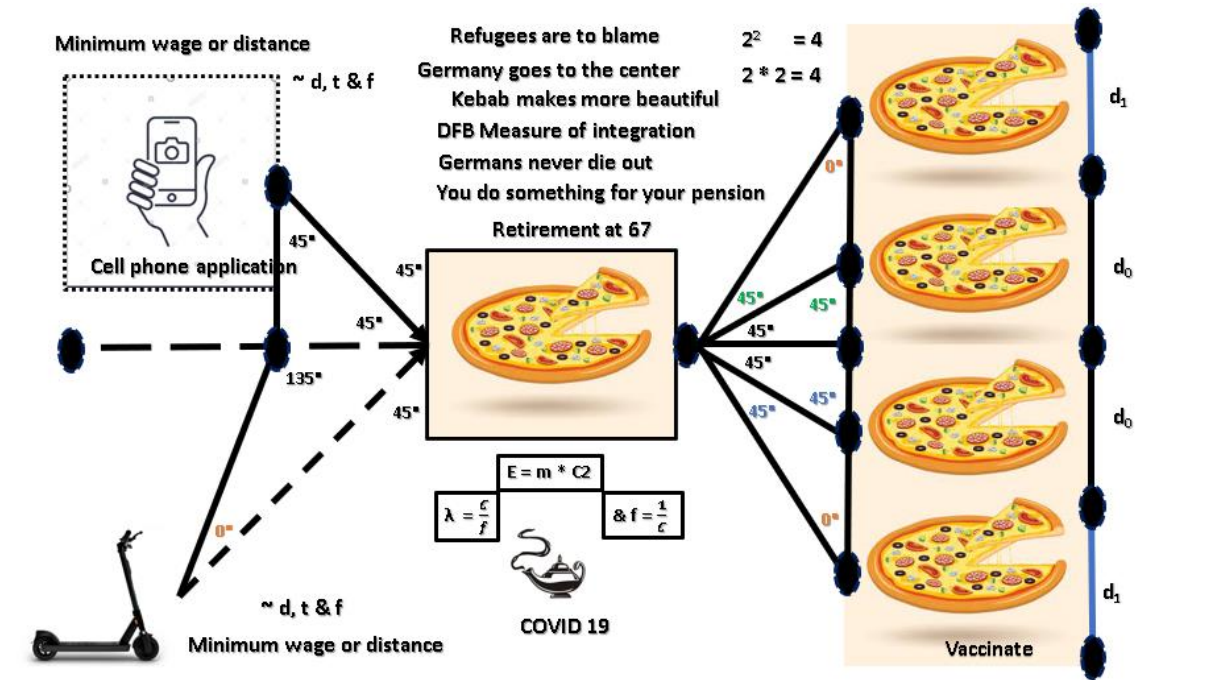 Minimum wage or distance
~ d, t & f
Cell phone application
Refugees are to blame
Germany goes to the center
Kebab makes more beautiful
DFB Measure of integration
Germans never die out
You do something for your pension
Retirement at 67
2² = 4
2 * 2 = 4
45°
45°
45°
135°
45°
0°
~ d, t & f
Minimum wage or distance
E = m * C2
λ = c/f
& f = 1/c
COVID 19
0°
45°
45°
45°
45°
45°
45°
0°
d₁
d₀
d₀
d₁
Vaccinate